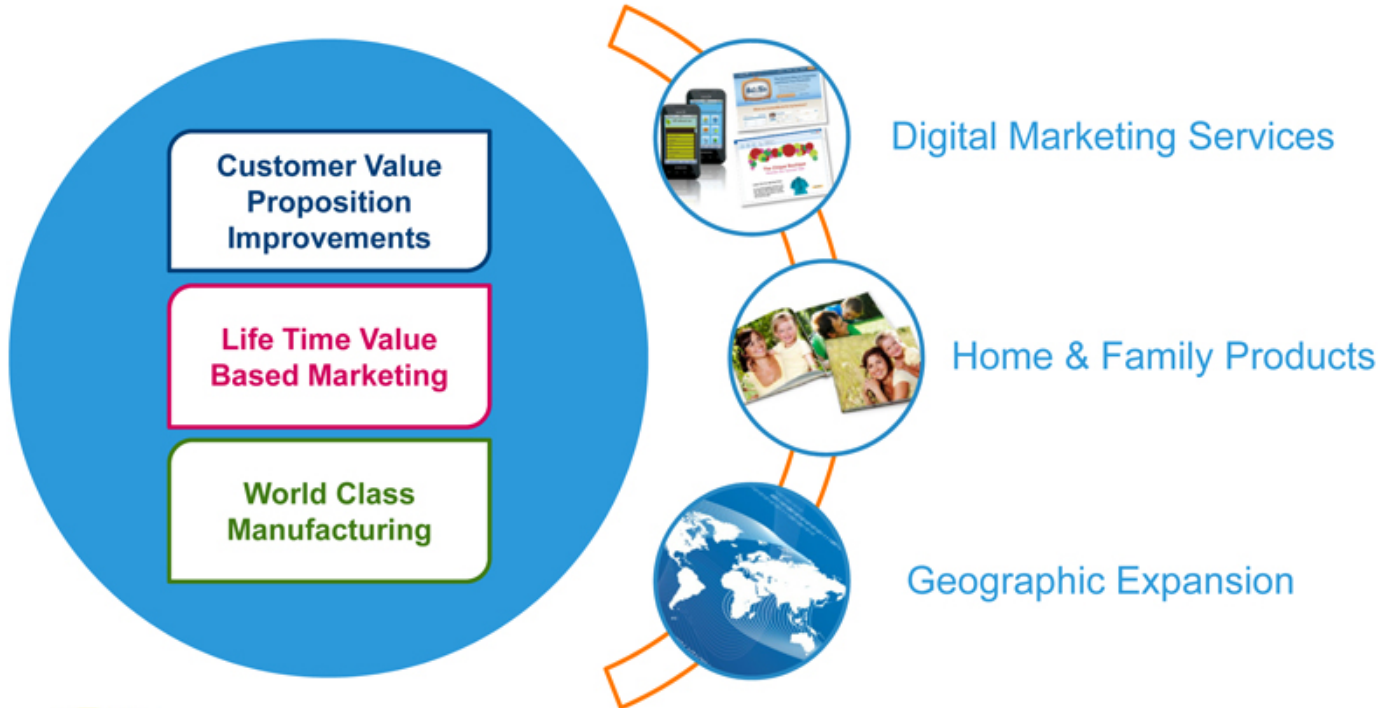 Customer Value
Proposition
Improvements
Life Time Value
Based Marketing
World Class
Manufacturing
Digital Marketing Services
Home & Family Products
Geographic Expansion